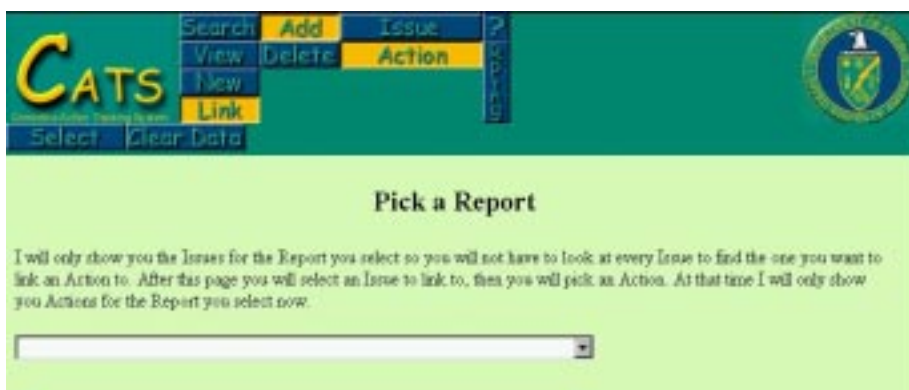 Search Add Issue ?
View Delete Action
CATS New
Link
Select Clear Data
Pick a Report
I will only show you the Issues for the Report you select so you will not have to look at every Issue to find the one you want to
link an Action to. After this page you will select an Issue to link to, then you will pick an Action. At that time I will only show
you Actions for the Report you select now.